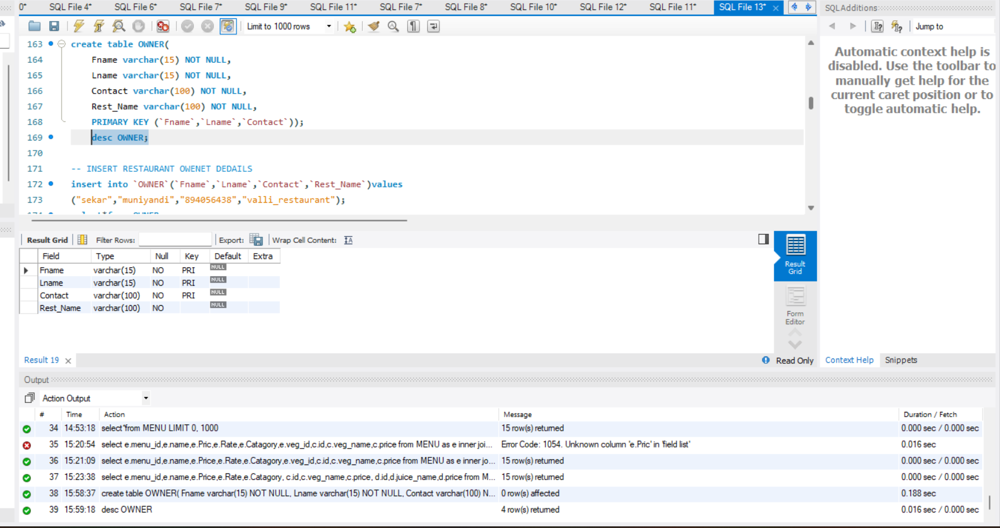 0* SQL File 4* SQL File 6* SQL File 7* SQL File 9* SQL File 11* SQL File 7* SQL File 8* SQL File 10* SQL File 12* SQL File 11* SQL File 13*
SQLAdditions
Limit to 1000 rows
Jump to
Automatic context help is
disabled. Use the toolbar to
manually get help for the
current caret position or to
toggle automatic help.
163 create table OWNER(
164 Fname varchar(15) NOT NULL,
165 Lname varchar(15) NOT NULL,
166 Contact varchar(100) NOT NULL,
167 Rest_Name varchar(100) NOT NULL,
168 PRIMARY KEY (`Fname`,`Lname`,`Contact`));
169 desc OWNER;
170
171 -- INSERT RESTAURANT OWENET DEDAILS
172 insert into `OWNER`(`Fname`,`Lname`,`Contact`,`Rest_Name`)values
173 ("sekar","muniyandi","894056438","valli_restaurant");
Result Grid Filter Rows: Export: Wrap Cell Content:
Field Type Null Key Default Extra
Fname varchar(15) NO PRI NULL
Lname varchar(15) NO PRI NULL
Contact varchar(100) NO PRI NULL
Rest_Name varchar(100) NO NULL
Result
Grid
Form
Editor
Result 19 Read Only
Context Help Snippets
Output
Action Output
# Time Action Message Duration / Fetch
34 14:53:18 select*from MENU LIMIT 0, 1000 15 row(s) returned 0.000 sec / 0.000 sec
35 15:20:54 select e.menu_id,e.name,e.Pric,e.Rate,e.Catagory,e.veg_id,c.id,c.veg_name,c.price from MENU as e inner joi... Error Code: 1054. Unknown column 'e.Pric' in 'field list' 0.016 sec
36 15:21:09 select e.menu_id,e.name,e.Price,e.Rate,e.Catagory,e.veg_id,c.id,c.veg_name,c.price from MENU as e inner jo... 15 row(s) returned 0.000 sec / 0.000 sec
37 15:23:38 select e.menu_id,e.name,e.Price,e.Rate,e.Catagory, c.id,c.veg_name,c.price, d.id,d.juice_name,d.price from M... 15 row(s) returned 0.000 sec / 0.000 sec
38 15:58:37 create table OWNER( Fname varchar(15) NOT NULL, Lname varchar(15) NOT NULL, Contact varchar(100) N... 0 row(s) affected 0.188 sec
39 15:59:18 desc OWNER 4 row(s) returned 0.016 sec / 0.000 sec